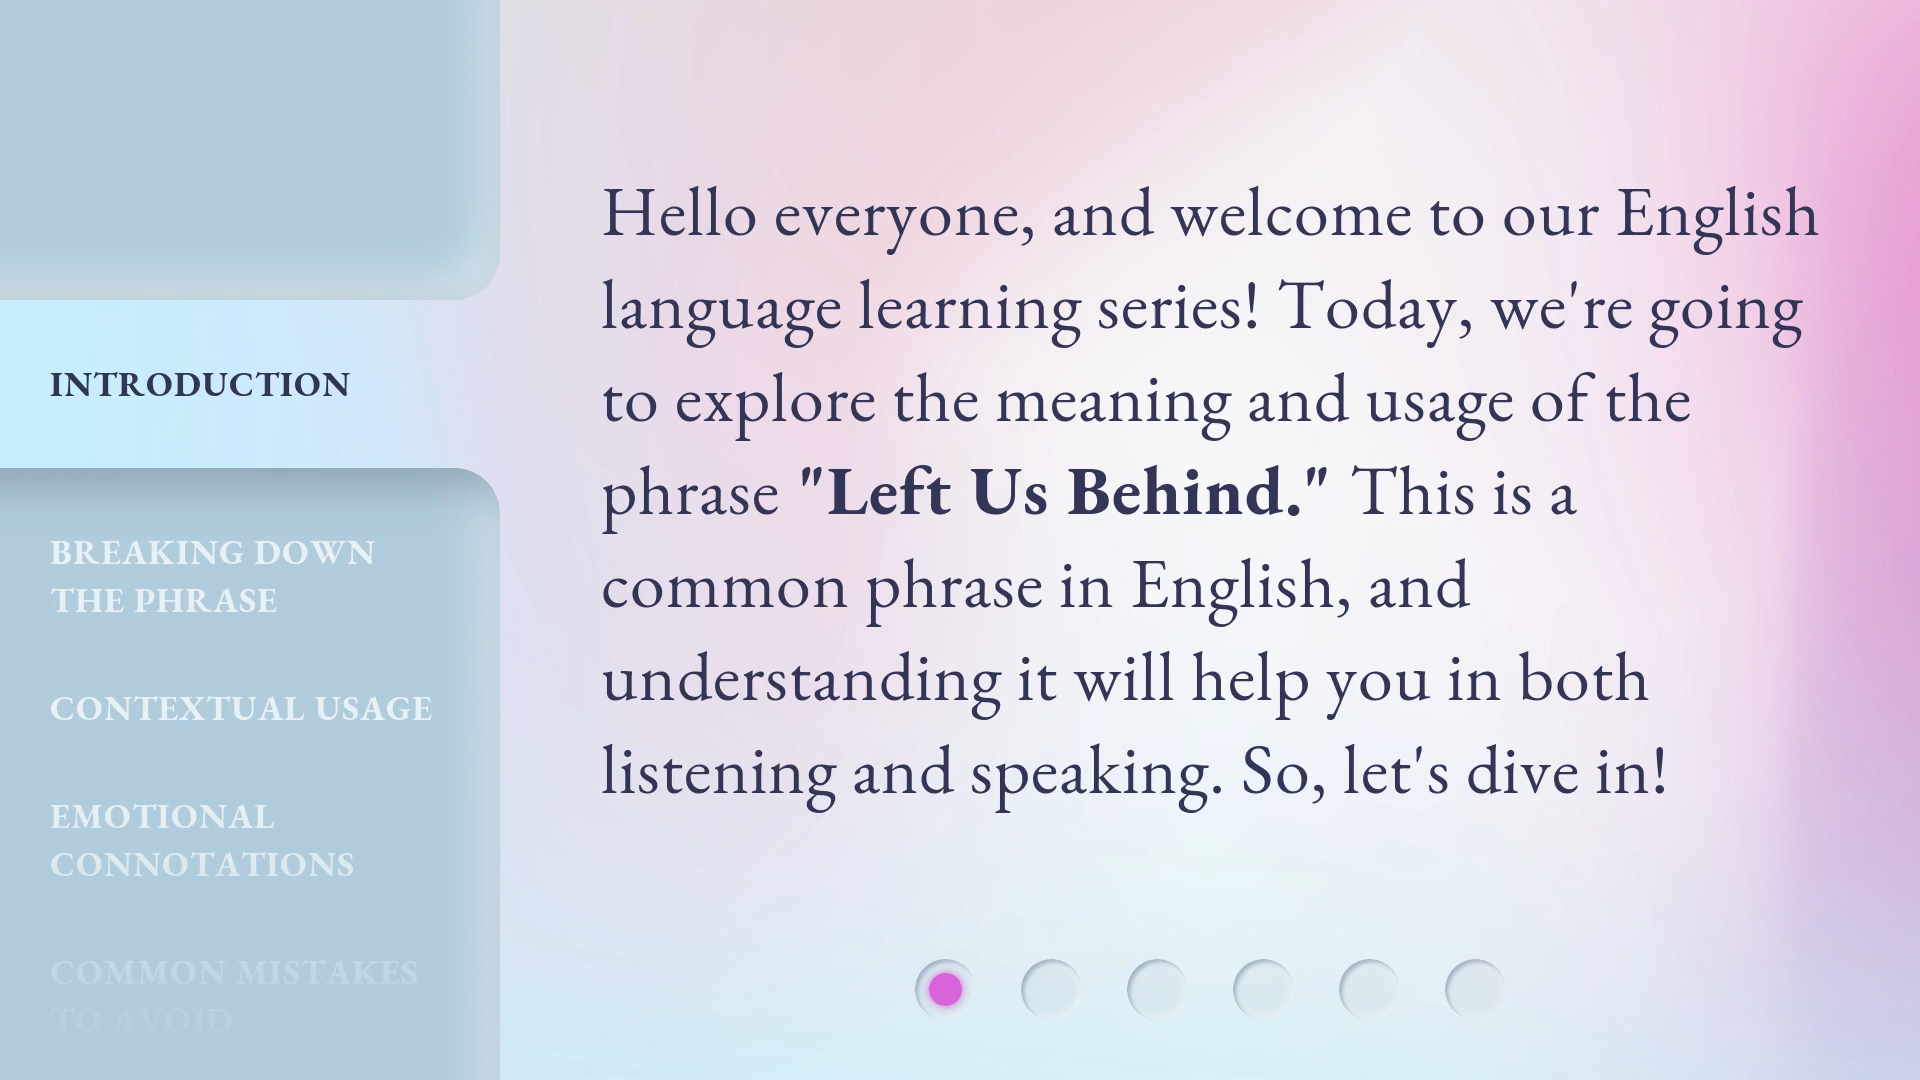 INTRODUCTION
BREAKING DOWN
THE PHRASE
CONTEXTUAL USAGE
EMOTIONAL
CONNOTATIONS
COMMON MISTAKES
TO AVOID
Hello everyone, and welcome to our English
language learning series! Today, we're going
to explore the meaning and usage of the
phrase "Left Us Behind." This is a
common phrase in English, and
understanding it will help you in both
listening and speaking. So, let's dive in!